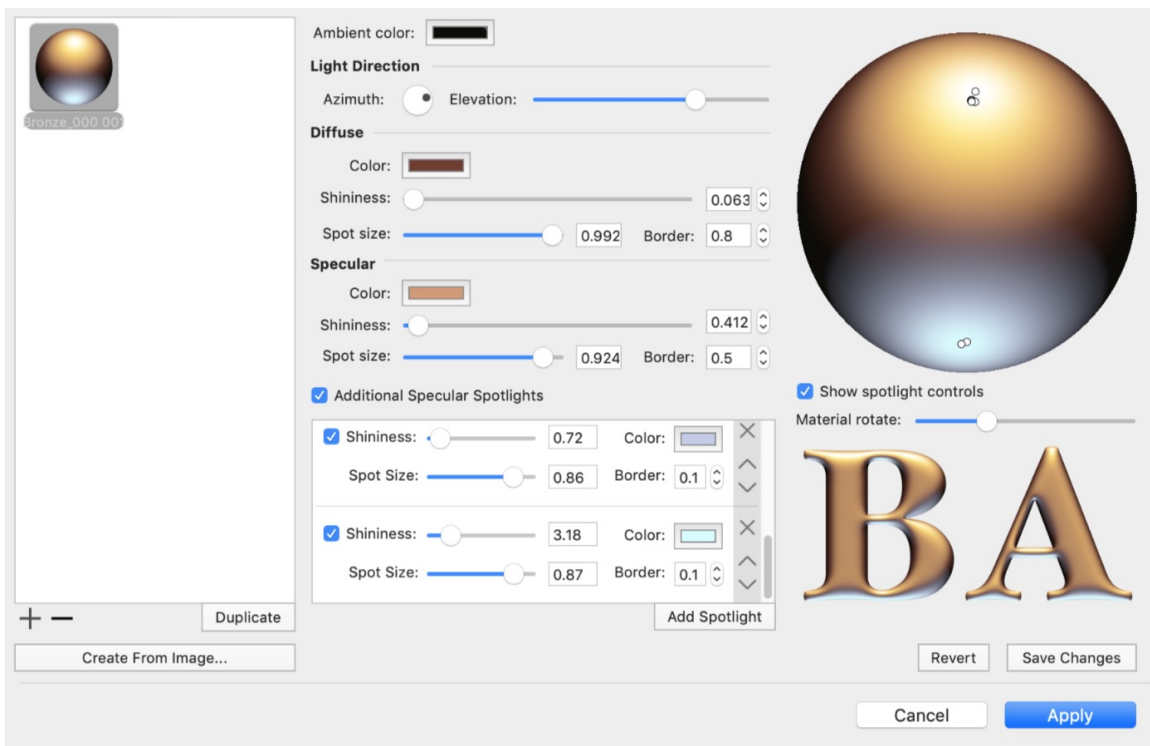 Bronze_000 001
Ambient color:
Light Direction
Azimuth: Elevation:
Diffuse
Color:
Shininess: 0.063
Spot size: 0.992 Border: 0.8
Specular
Color:
Shininess: 0.412
Spot size: 0.924 Border: 0.5
Additional Specular Spotlights
Shininess: 0.72 Color:
Spot Size: 0.86 Border: 0.1
Shininess: 3.18 Color:
Spot Size: 0.87 Border: 0.1
Add Spotlight
Duplicate
Create From Image...
Show spotlight controls
Material rotate:
BA
Revert Save Changes
Cancel Apply